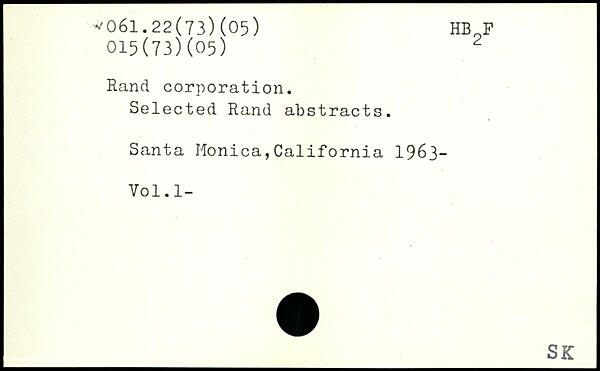 061.22(73)(05) HB₂F
015(73)(05)
Rand corporation.
Selected Rand abstracts.
Santa Monica,California 1963-
Vol.1-
SK